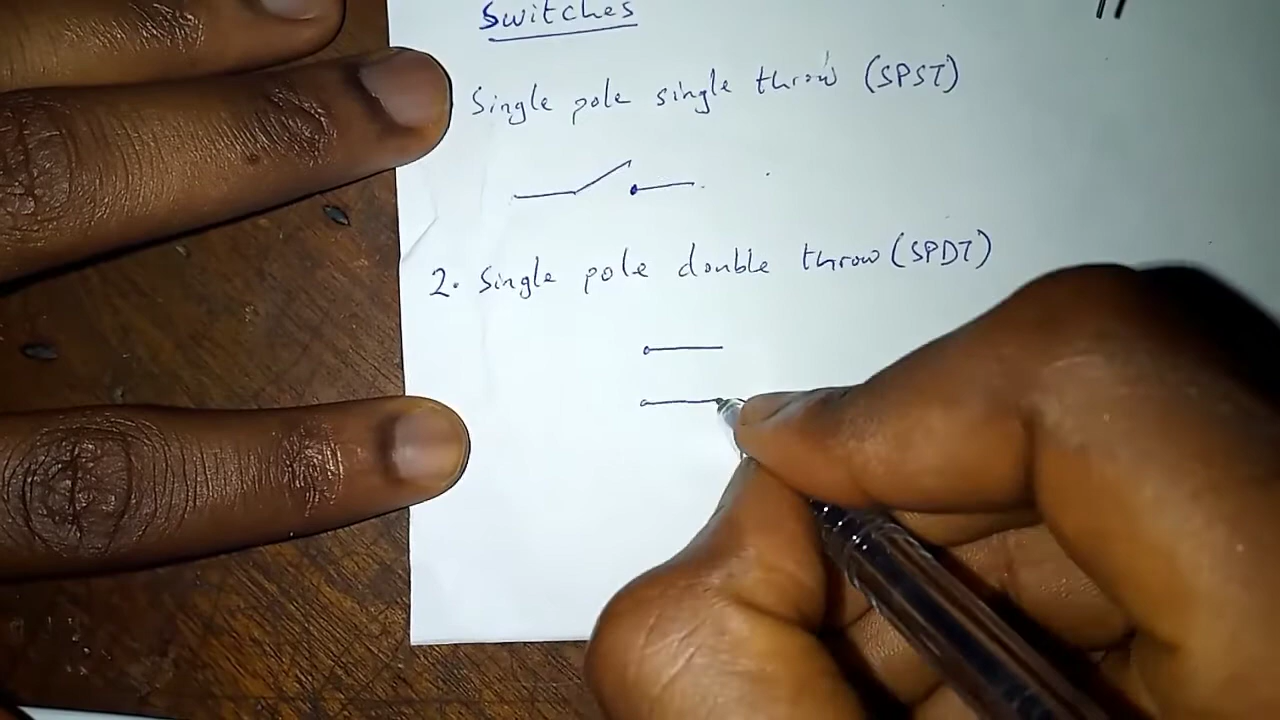 Switches
Single pole single throw (SPST)
2. Single pole double throw (SPDT)